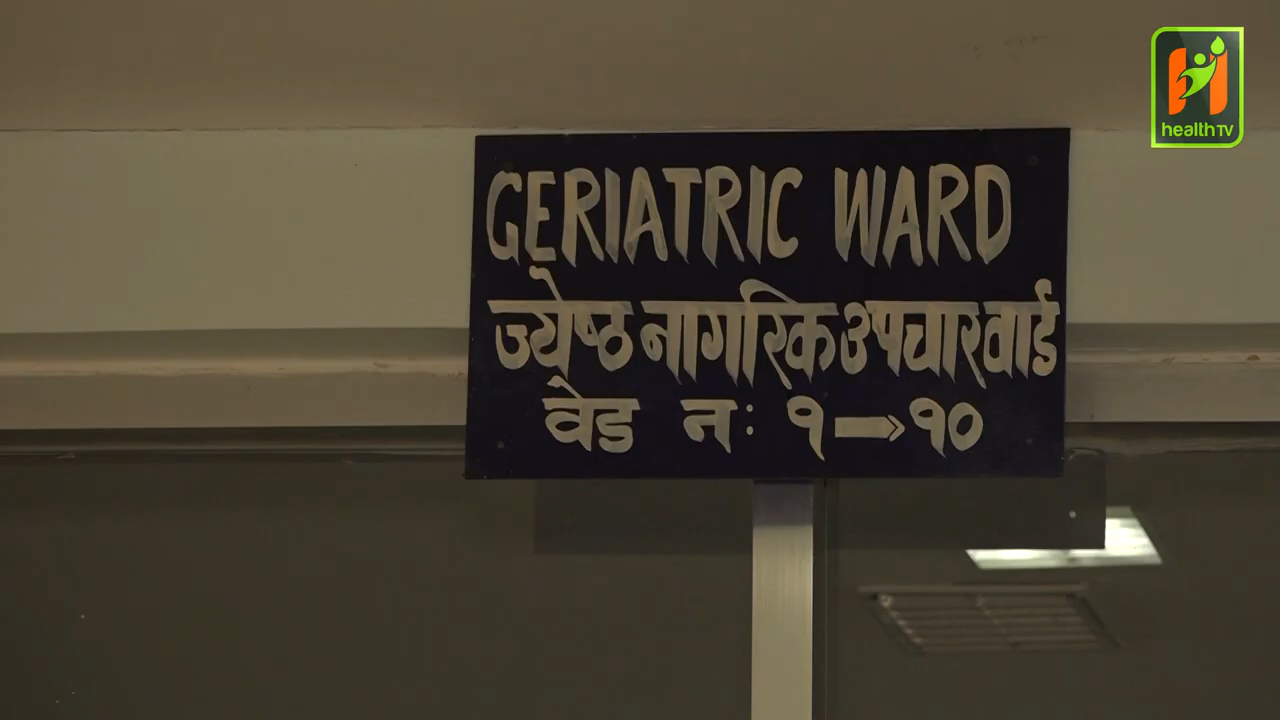 health TV
GERIATRIC WARD
ज्येष्ठ नागरिक उपचार वार्ड
वेड न: १ → १०